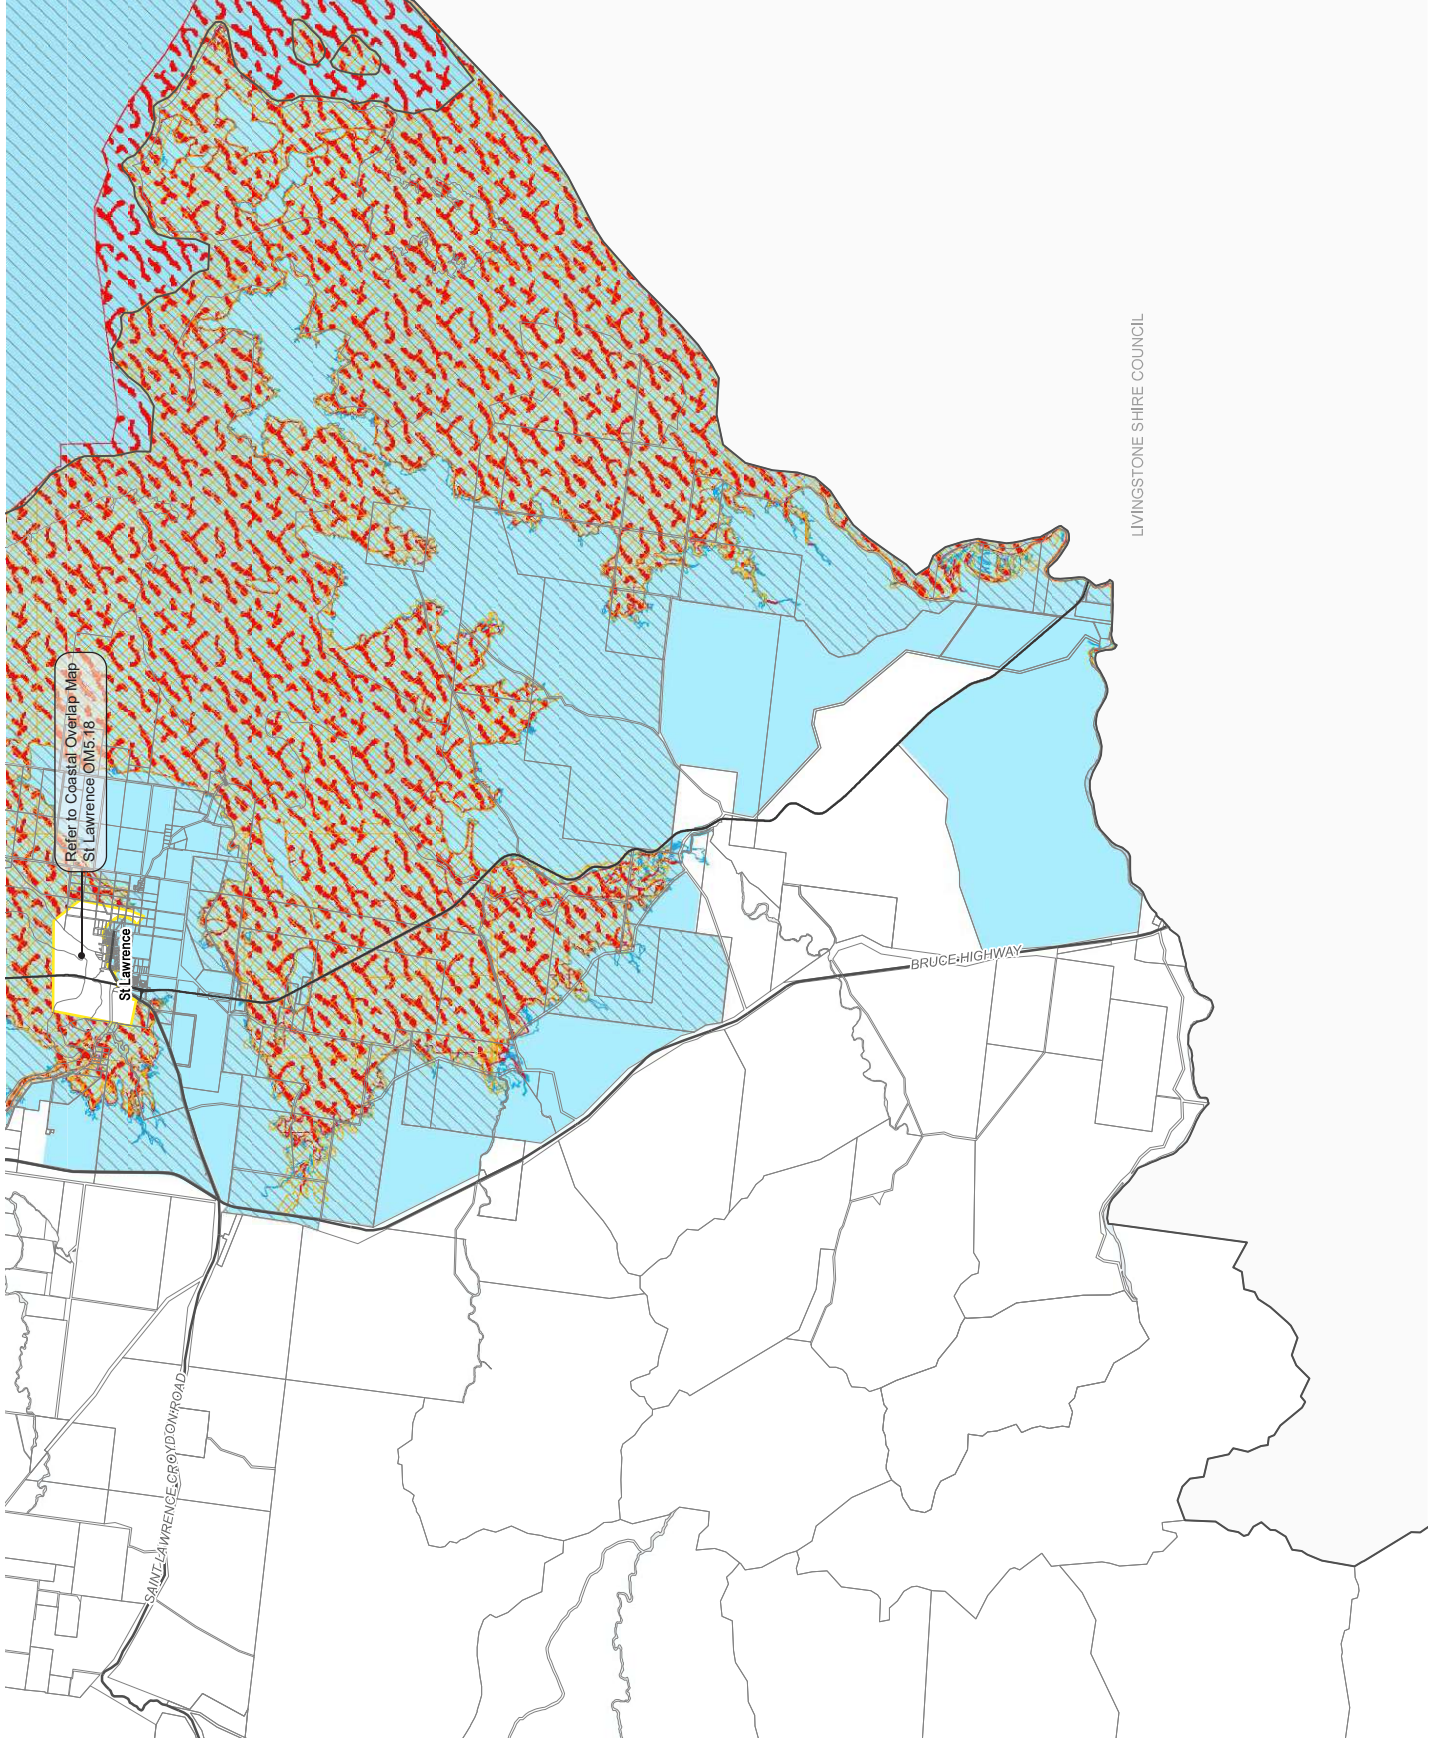 Refer to Coastal Overlap Map
St Lawrence OM5.18
St Lawrence
LIVINGSTONE SHIRE COUNCIL
BRUCE HIGHWAY
SAINT LAWRENCE CROYDON ROAD